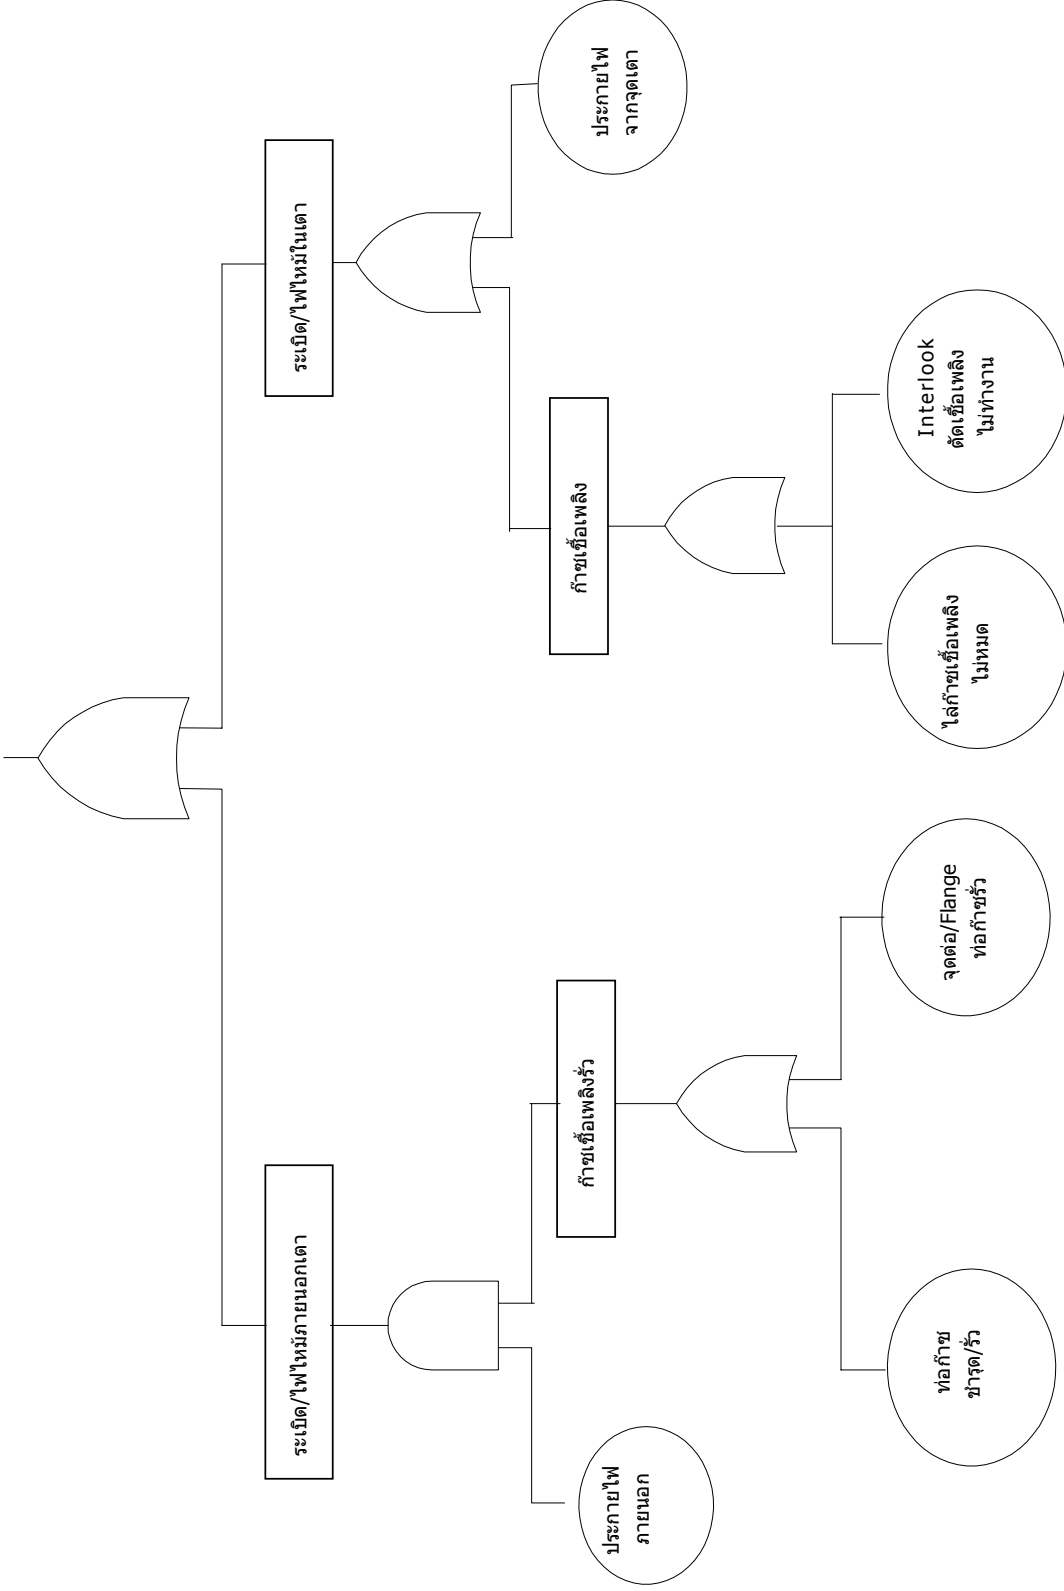 ระเบิด/ไฟไหม้ภายนอกเตา
ระเบิด/ไฟไหม้ในเตา
ประกายไฟ
ภายนอก
ก๊าซเชื้อเพลิงรั่ว
ก๊าซเชื้อเพลิง
ประกายไฟ
จากจุดเตา
ท่อก๊าซ
ชำรุด/รั่ว
จุดต่อ/Flange
ท่อก๊าซรั่ว
ไล่ก๊าซเชื้อเพลิง
ไม่หมด
Interlook
ตัดเชื้อเพลิง
ไม่ทำงาน